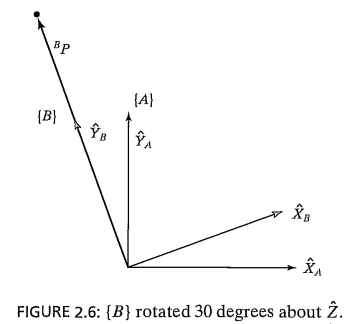 ᴮP
{A}
{B}
Ŷ_B
Ŷ_A
X̂_B
X̂_A
FIGURE 2.6: {B} rotated 30 degrees about Ẑ.